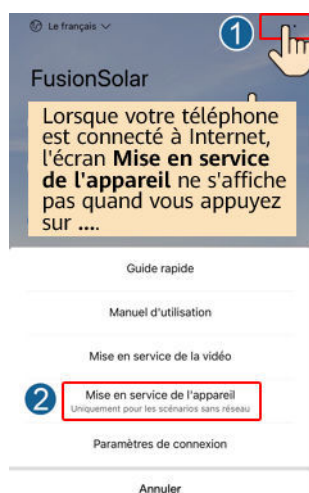 Le français
1
FusionSolar
Lorsque votre téléphone
est connecté à Internet,
l'écran Mise en service
de l'appareil ne s'affiche
pas quand vous appuyez
sur ....
Guide rapide
Manuel d'utilisation
Mise en service de la vidéo
2
Mise en service de l'appareil
Uniquement pour les scénarios sans réseau
Paramètres de connexion
Annuler